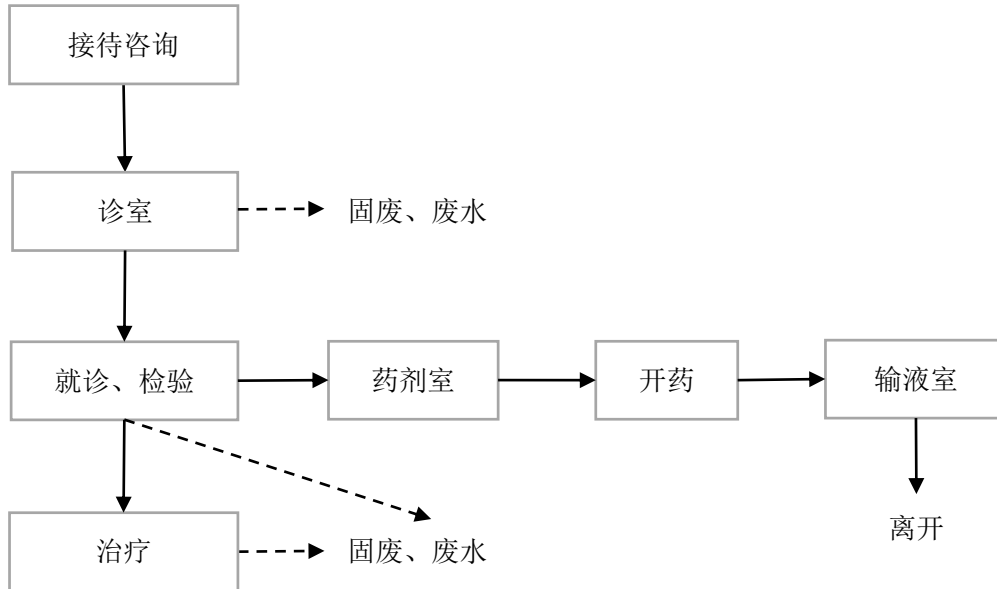 接待咨询
诊室
固废、废水
就诊、检验
药剂室
开药
输液室
治疗
固废、废水
离开